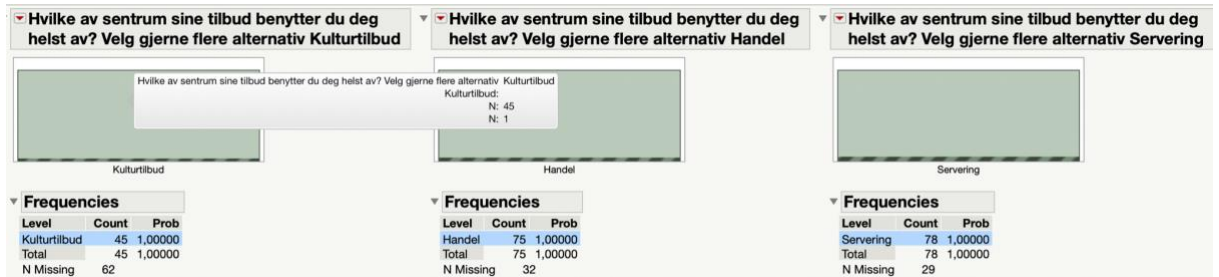 Hvilke av sentrum sine tilbud benytter du deg
helst av? Velg gjerne flere alternativ Kulturtilbud
Hvilke av sentrum sine tilbud benytter du deg helst av? Velg gjerne flere alternativ Kulturtilbud
Kulturtilbud:
N: 45
N: 1
Kulturtilbud
Frequencies
Level Count Prob
Kulturtilbud 45 1,00000
Total 45 1,00000
N Missing 62
Hvilke av sentrum sine tilbud benytter du deg
helst av? Velg gjerne flere alternativ Handel
Handel
Frequencies
Level Count Prob
Handel 75 1,00000
Total 75 1,00000
N Missing 32
Hvilke av sentrum sine tilbud benytter du deg
helst av? Velg gjerne flere alternativ Servering
Servering
Frequencies
Level Count Prob
Servering 78 1,00000
Total 78 1,00000
N Missing 29